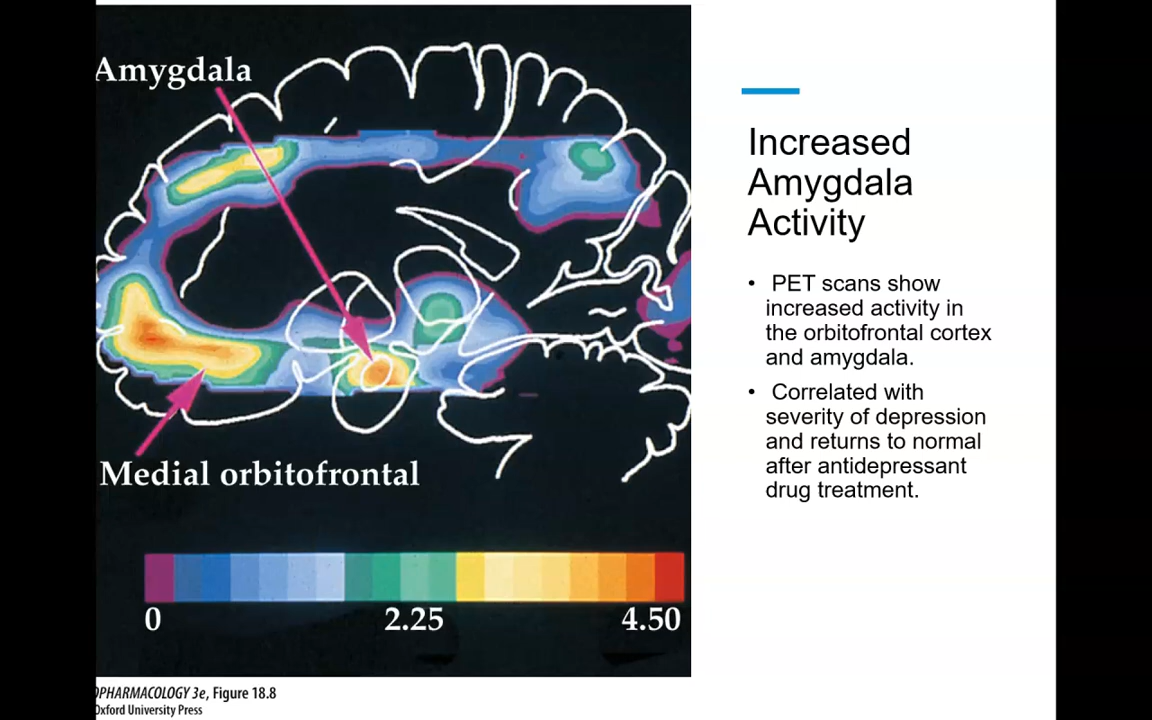 Amygdala
Medial orbitofrontal
0 2.25 4.50
OPHARMACOLOGY 3e, Figure 18.8
Oxford University Press
Increased
Amygdala
Activity
• PET scans show
increased activity in
the orbitofrontal cortex
and amygdala.
• Correlated with
severity of depression
and returns to normal
after antidepressant
drug treatment.